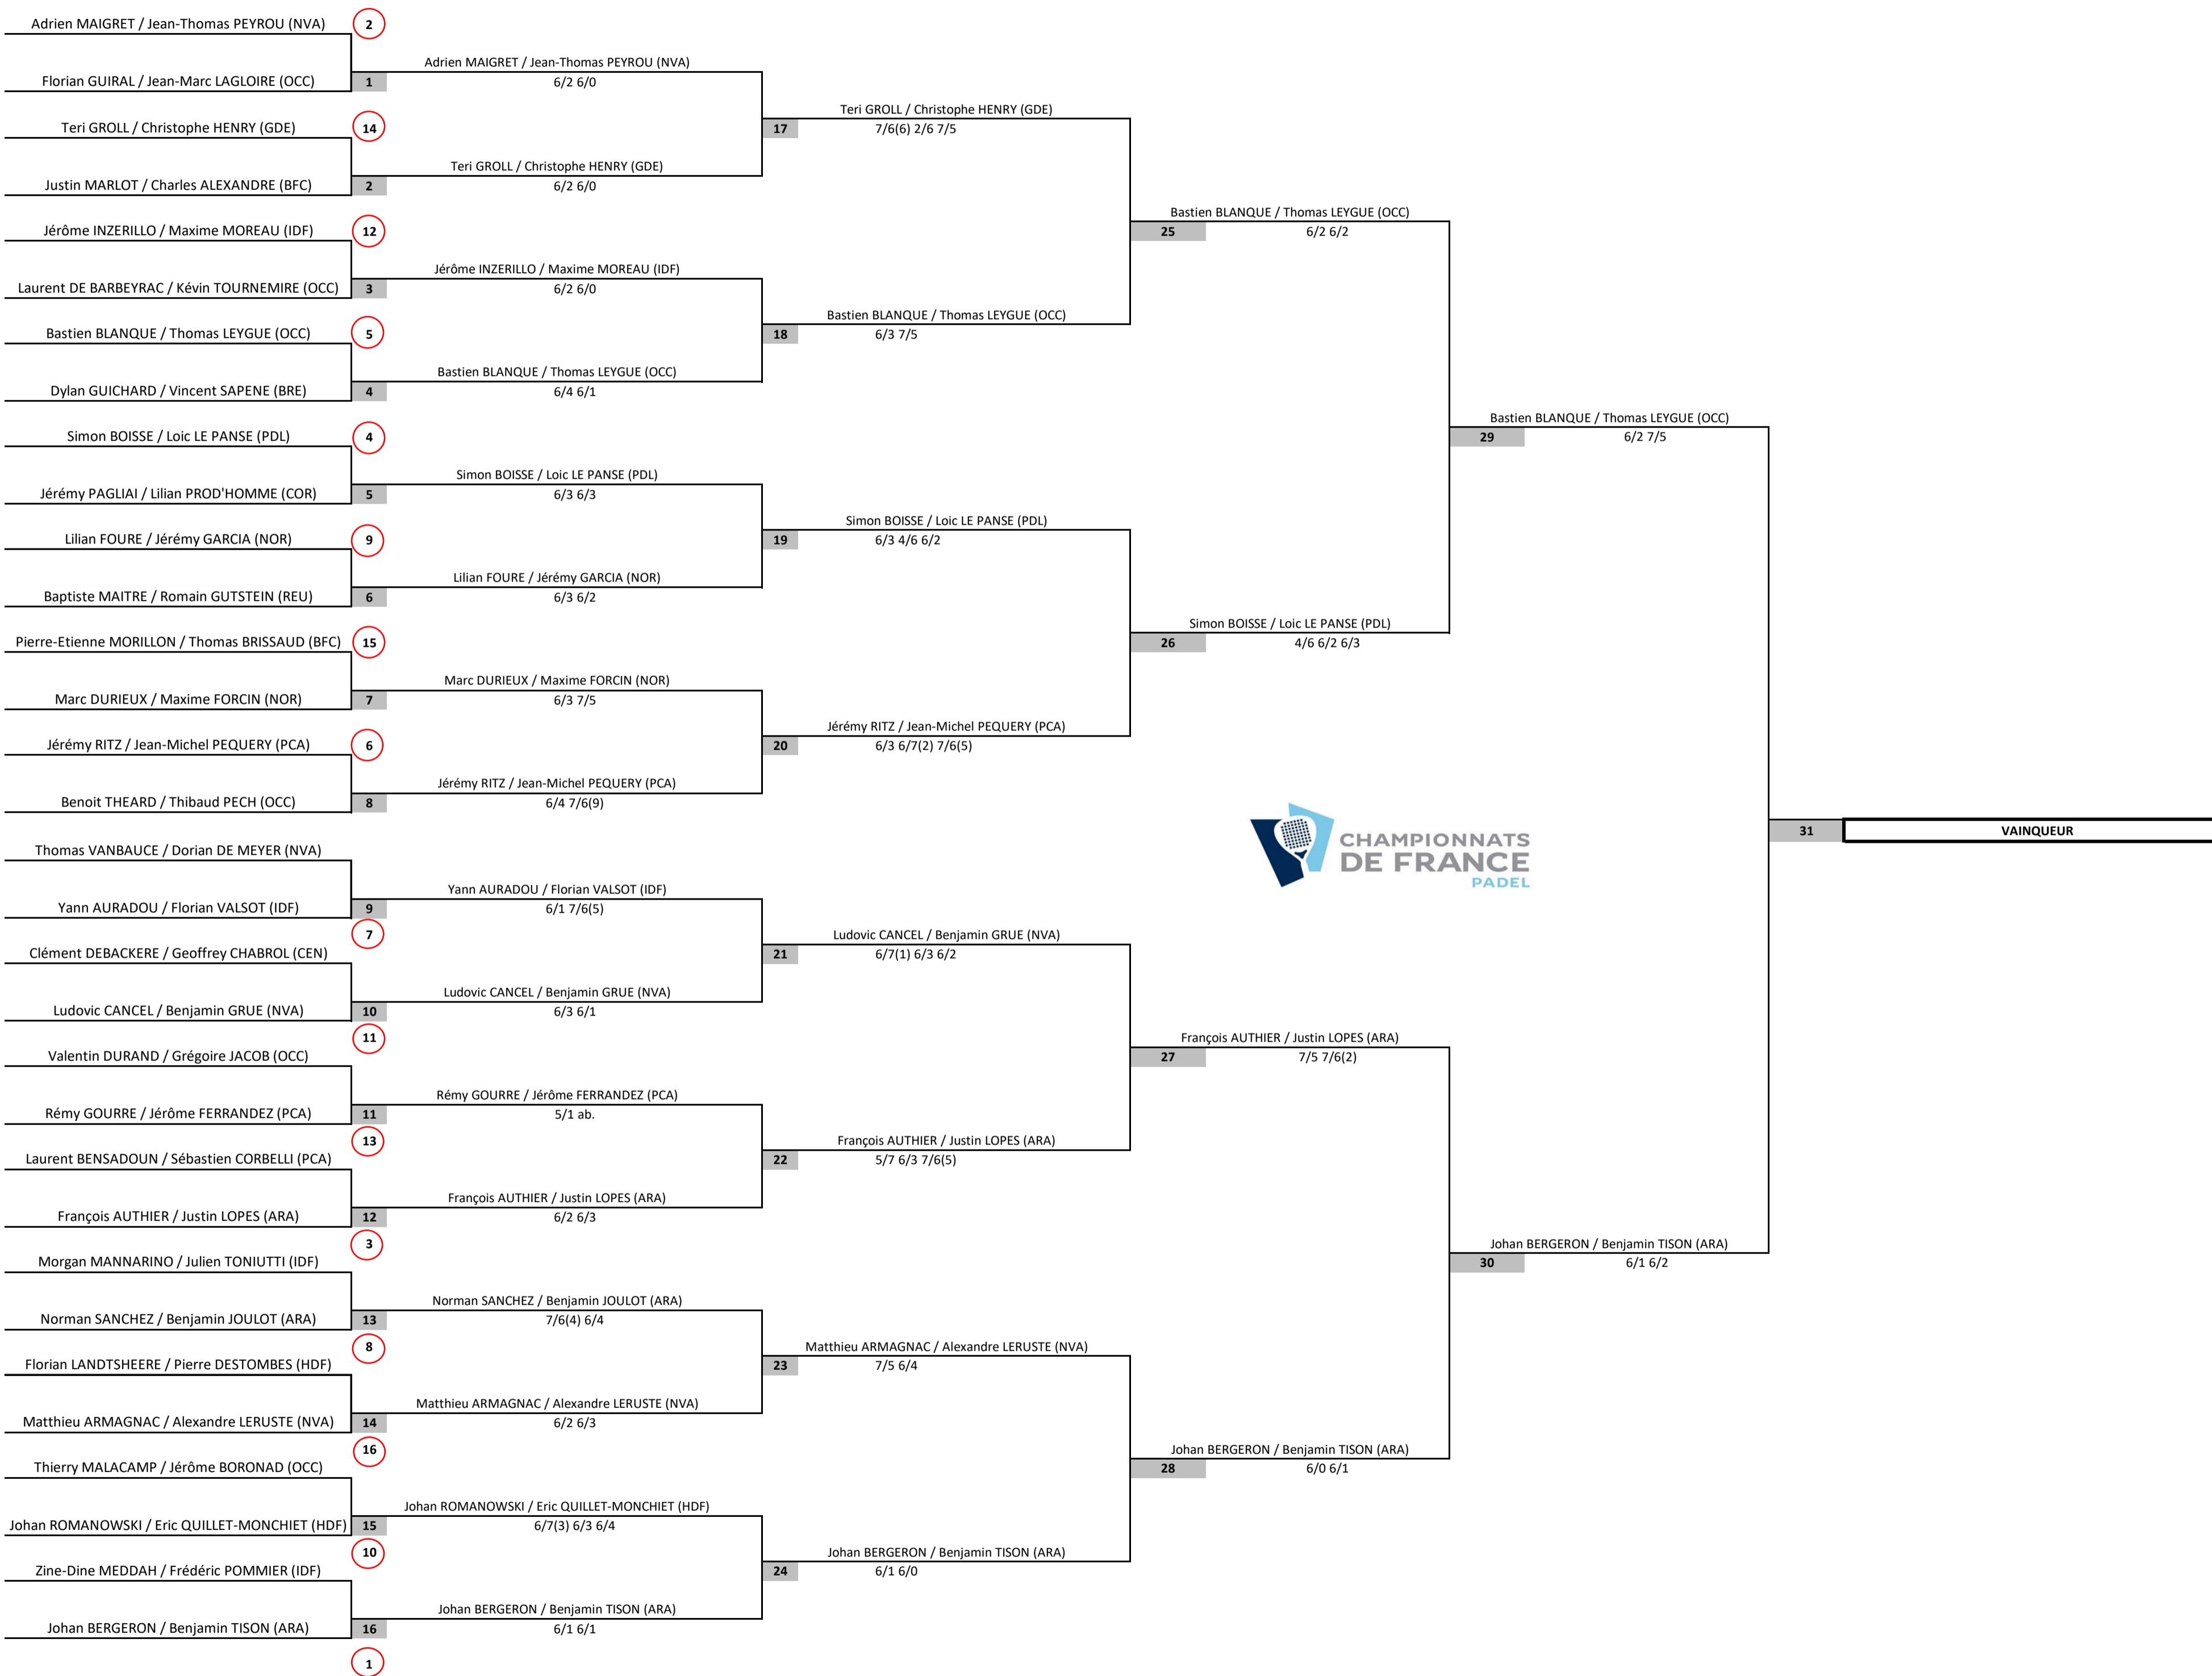 Adrien MAIGRET / Jean-Thomas PEYROU (NVA)
2
Florian GUIRAL / Jean-Marc LAGLOIRE (OCC)
1
Teri GROLL / Christophe HENRY (GDE)
14
Justin MARLOT / Charles ALEXANDRE (BFC)
2
Jérôme INZERILLO / Maxime MOREAU (IDF)
12
Laurent DE BARBEYRAC / Kévin TOURNEMIRE (OCC)
3
Bastien BLANQUE / Thomas LEYGUE (OCC)
5
Dylan GUICHARD / Vincent SAPENE (BRE)
4
Simon BOISSE / Loic LE PANSE (PDL)
4
Jérémy PAGLIAI / Lilian PROD'HOMME (COR)
5
Lilian FOURE / Jérémy GARCIA (NOR)
9
Baptiste MAITRE / Romain GUTSTEIN (REU)
6
Pierre-Etienne MORILLON / Thomas BRISSAUD (BFC)
15
Marc DURIEUX / Maxime FORCIN (NOR)
7
Jérémy RITZ / Jean-Michel PEQUERY (PCA)
6
Benoit THEARD / Thibaud PECH (OCC)
8
Thomas VANBAUCE / Dorian DE MEYER (NVA)
Yann AURADOU / Florian VALSOT (IDF)
9
7
Clément DEBACKERE / Geoffrey CHABROL (CEN)
Ludovic CANCEL / Benjamin GRUE (NVA)
10
11
Valentin DURAND / Grégoire JACOB (OCC)
Rémy GOURRE / Jérôme FERRANDEZ (PCA)
11
13
Laurent BENSADOUN / Sébastien CORBELLI (PCA)
François AUTHIER / Justin LOPES (ARA)
12
3
Morgan MANNARINO / Julien TONIUTTI (IDF)
Norman SANCHEZ / Benjamin JOULOT (ARA)
13
8
Florian LANDTSHEERE / Pierre DESTOMBES (HDF)
Matthieu ARMAGNAC / Alexandre LERUSTE (NVA)
14
16
Thierry MALACAMP / Jérôme BORONAD (OCC)
Johan ROMANOWSKI / Eric QUILLET-MONCHIET (HDF)
15
10
Zine-Dine MEDDAH / Frédéric POMMIER (IDF)
Johan BERGERON / Benjamin TISON (ARA)
16
1
Adrien MAIGRET / Jean-Thomas PEYROU (NVA)
6/2 6/0
Teri GROLL / Christophe HENRY (GDE)
6/2 6/0
Jérôme INZERILLO / Maxime MOREAU (IDF)
6/2 6/0
Bastien BLANQUE / Thomas LEYGUE (OCC)
6/4 6/1
Simon BOISSE / Loic LE PANSE (PDL)
6/3 6/3
Lilian FOURE / Jérémy GARCIA (NOR)
6/3 6/2
Marc DURIEUX / Maxime FORCIN (NOR)
6/3 7/5
Jérémy RITZ / Jean-Michel PEQUERY (PCA)
6/4 7/6(9)
Yann AURADOU / Florian VALSOT (IDF)
6/1 7/6(5)
Ludovic CANCEL / Benjamin GRUE (NVA)
6/3 6/1
Rémy GOURRE / Jérôme FERRANDEZ (PCA)
5/1 ab.
François AUTHIER / Justin LOPES (ARA)
6/2 6/3
Norman SANCHEZ / Benjamin JOULOT (ARA)
7/6(4) 6/4
Matthieu ARMAGNAC / Alexandre LERUSTE (NVA)
6/2 6/3
Johan ROMANOWSKI / Eric QUILLET-MONCHIET (HDF)
6/7(3) 6/3 6/4
Johan BERGERON / Benjamin TISON (ARA)
6/1 6/1
Teri GROLL / Christophe HENRY (GDE)
17
7/6(6) 2/6 7/5
Bastien BLANQUE / Thomas LEYGUE (OCC)
18
6/3 7/5
Simon BOISSE / Loic LE PANSE (PDL)
19
6/3 4/6 6/2
Jérémy RITZ / Jean-Michel PEQUERY (PCA)
20
6/3 6/7(2) 7/6(5)
Ludovic CANCEL / Benjamin GRUE (NVA)
21
6/7(1) 6/3 6/2
François AUTHIER / Justin LOPES (ARA)
22
5/7 6/3 7/6(5)
Matthieu ARMAGNAC / Alexandre LERUSTE (NVA)
23
7/5 6/4
Johan BERGERON / Benjamin TISON (ARA)
24
6/1 6/0
Bastien BLANQUE / Thomas LEYGUE (OCC)
25
6/2 6/2
Simon BOISSE / Loic LE PANSE (PDL)
26
4/6 6/2 6/3
François AUTHIER / Justin LOPES (ARA)
27
7/5 7/6(2)
Johan BERGERON / Benjamin TISON (ARA)
28
6/0 6/1
Bastien BLANQUE / Thomas LEYGUE (OCC)
29
6/2 7/5
Johan BERGERON / Benjamin TISON (ARA)
30
6/1 6/2
CHAMPIONNATS
DE FRANCE
PADEL
31
VAINQUEUR